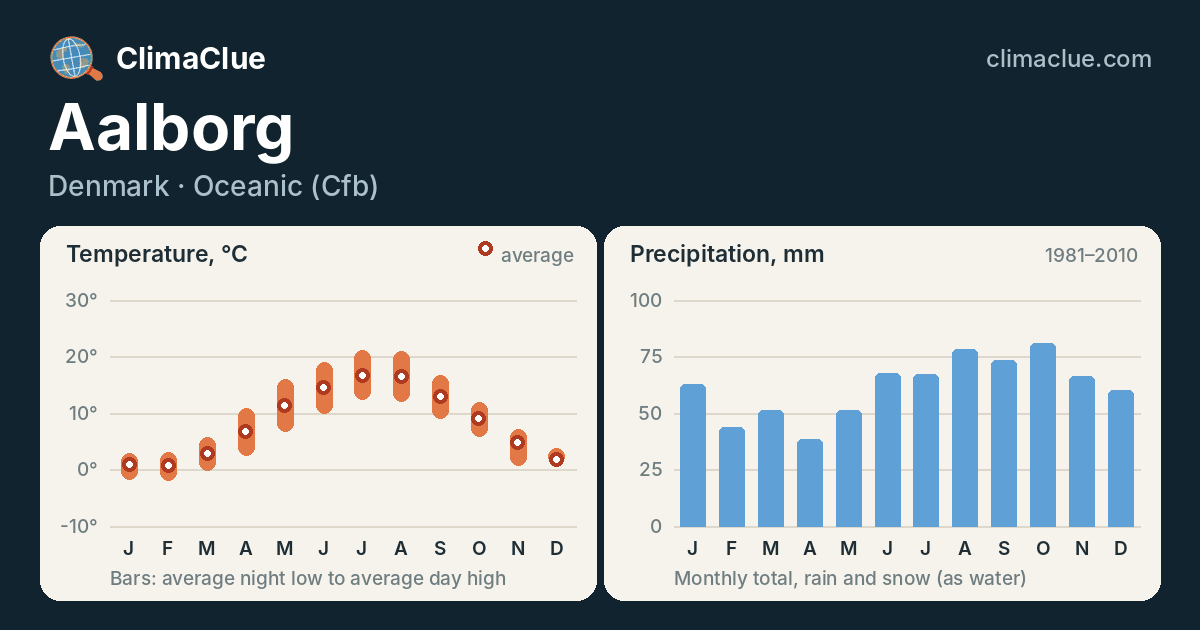 ClimaClue
climaclue.com
Aalborg
Denmark · Oceanic (Cfb)
Temperature, °C
average
30°
20°
10°
0°
-10°
J F M A M J J A S O N D
Bars: average night low to average day high
Precipitation, mm
1981–2010
100
75
50
25
0
J F M A M J J A S O N D
Monthly total, rain and snow (as water)